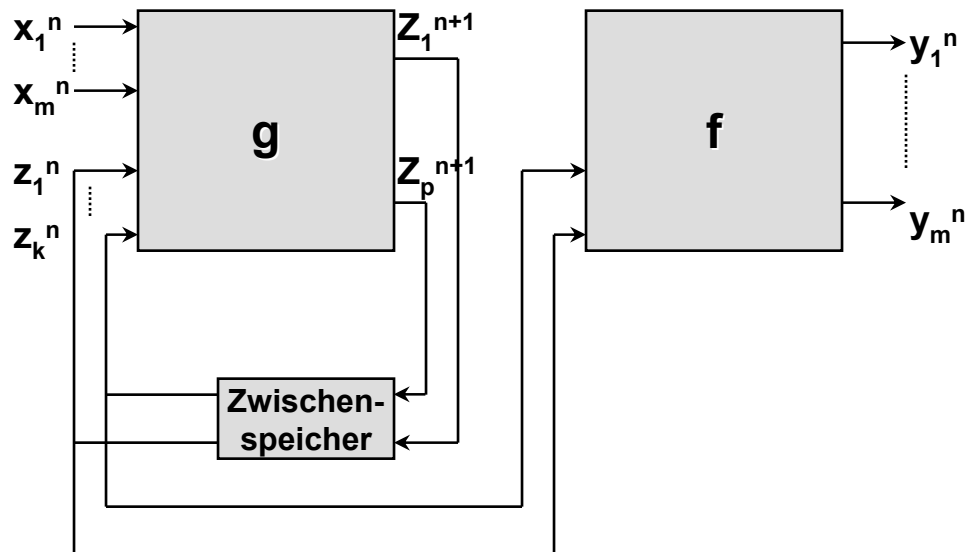 x₁ⁿ
xₘⁿ
z₁ⁿ
zₖⁿ
g
Z₁ⁿ⁺¹
Zₚⁿ⁺¹
Zwischen-
speicher
f
y₁ⁿ
yₘⁿ